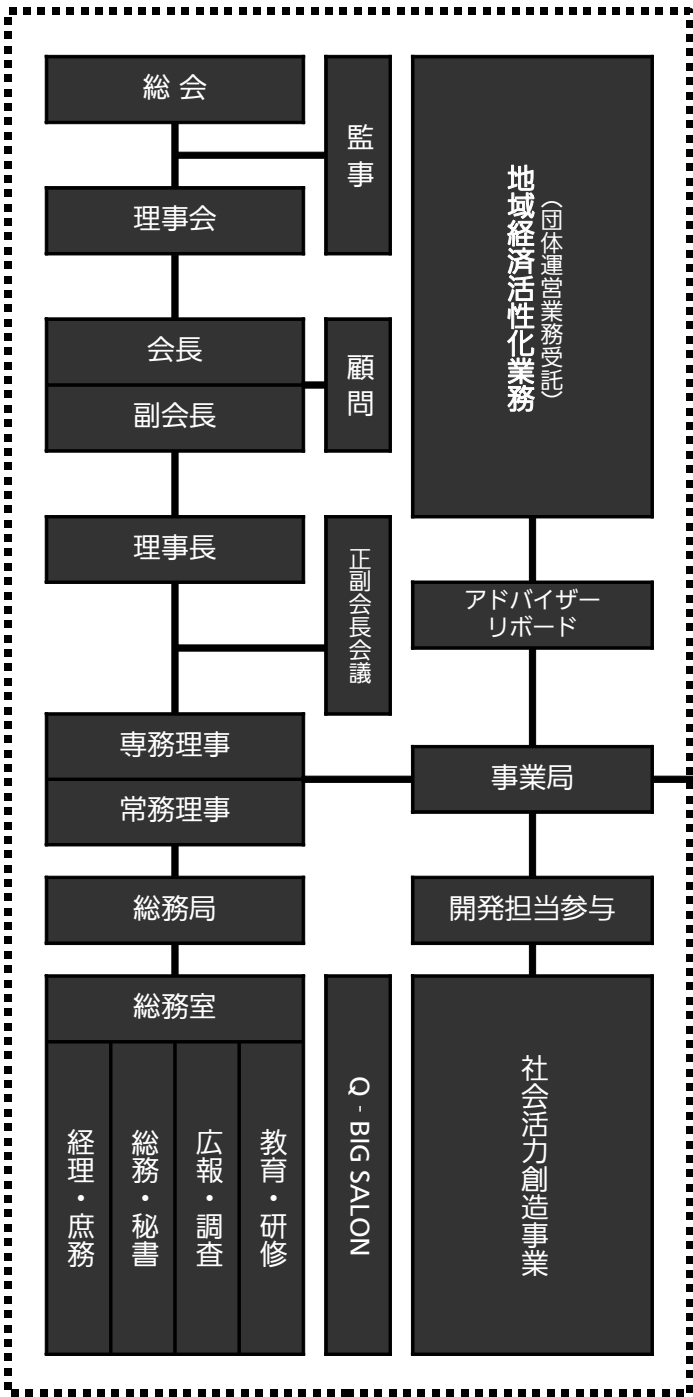 総 会
監事
理事会
会長
副会長
顧問
理事長
正副会長会議
専務理事
常務理事
総務局
総務室
経理・庶務
総務・秘書
広報・調査
教育・研修
Q - BIG SALON
地域経済活性化業務
（団体運営業務受託）
アドバイザー
リボード
事業局
開発担当参与
社会活力創造事業